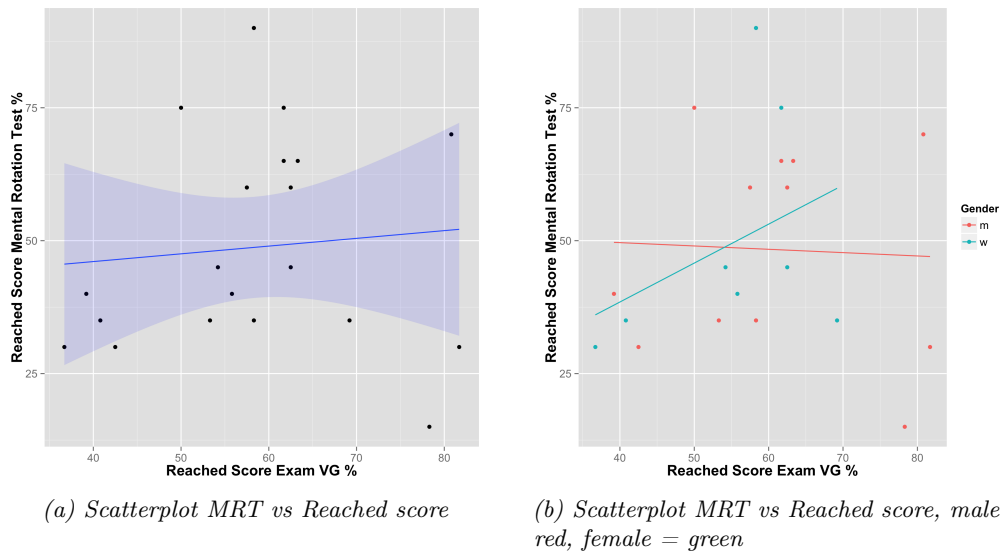 Reached Score Mental Rotation Test %
75
50
25
40
50
60
70
80
Reached Score Exam VG %
(a) Scatterplot MRT vs Reached score
Reached Score Mental Rotation Test %
75
50
25
40
50
60
70
80
Reached Score Exam VG %
Gender
m
w
(b) Scatterplot MRT vs Reached score, male
red, female = green